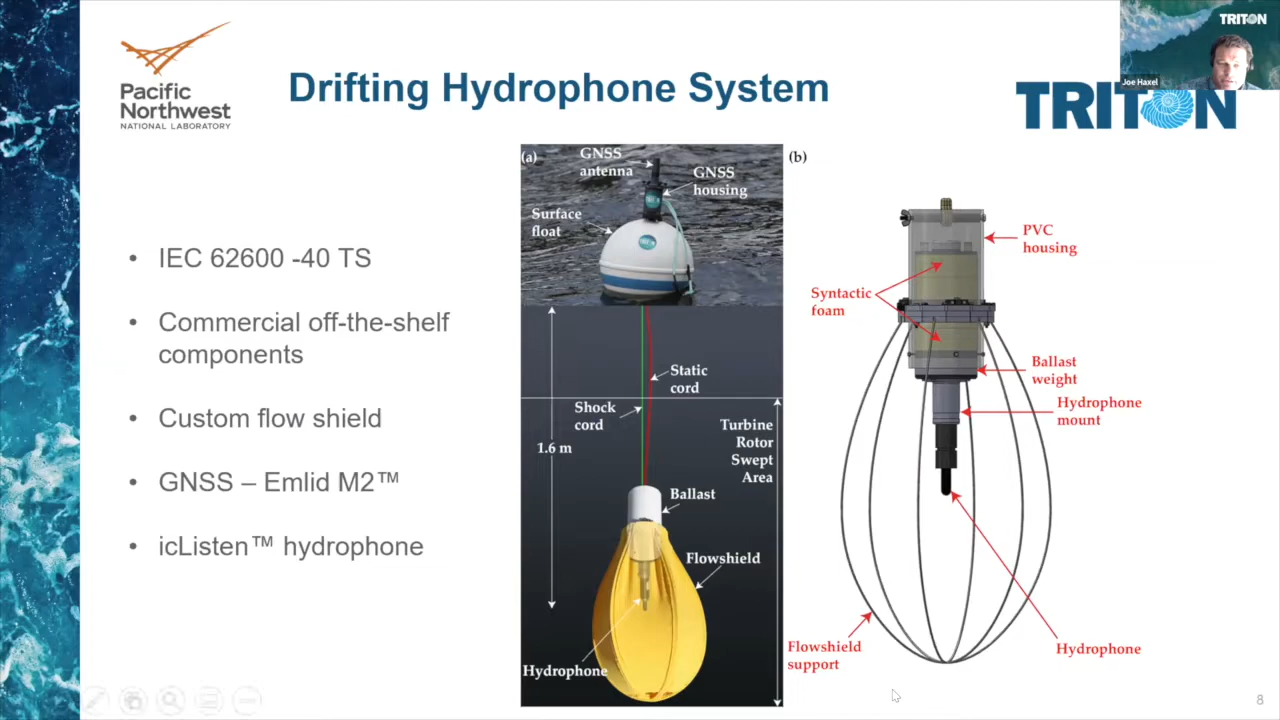 Pacific
Northwest
NATIONAL LABORATORY
Drifting Hydrophone System
TRITON
Joe Haxel
TRITON
• IEC 62600 -40 TS
• Commercial off-the-shelf
components
• Custom flow shield
• GNSS – Emlid M2™
• icListen™ hydrophone
(a)
GNSS
antenna
GNSS
housing
Surface
float
Static
cord
Shock
cord
1.6 m
Turbine
Rotor
Swept
Area
Ballast
Flowshield
Hydrophone
(b)
PVC
housing
Syntactic
foam
Ballast
weight
Hydrophone
mount
Flowshield
support
Hydrophone
8